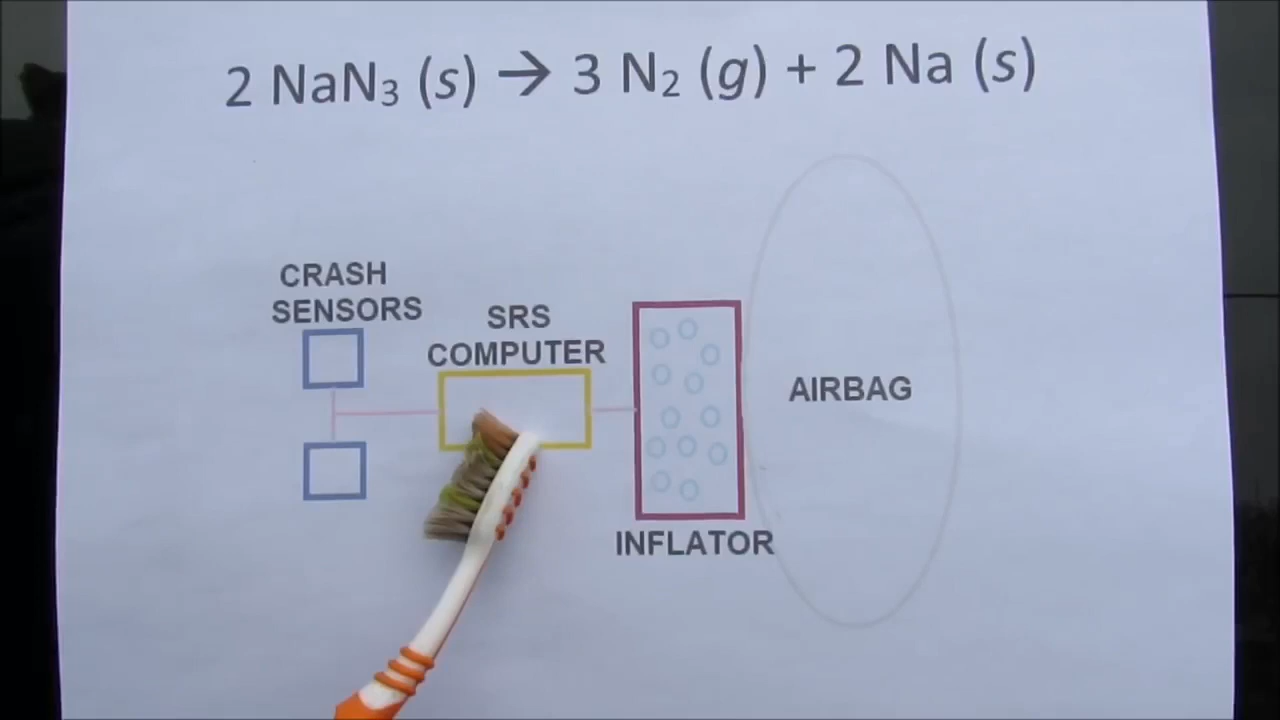 2 NaN₃ (s) → 3 N₂ (g) + 2 Na (s)
CRASH
SENSORS
SRS
COMPUTER
AIRBAG
INFLATOR